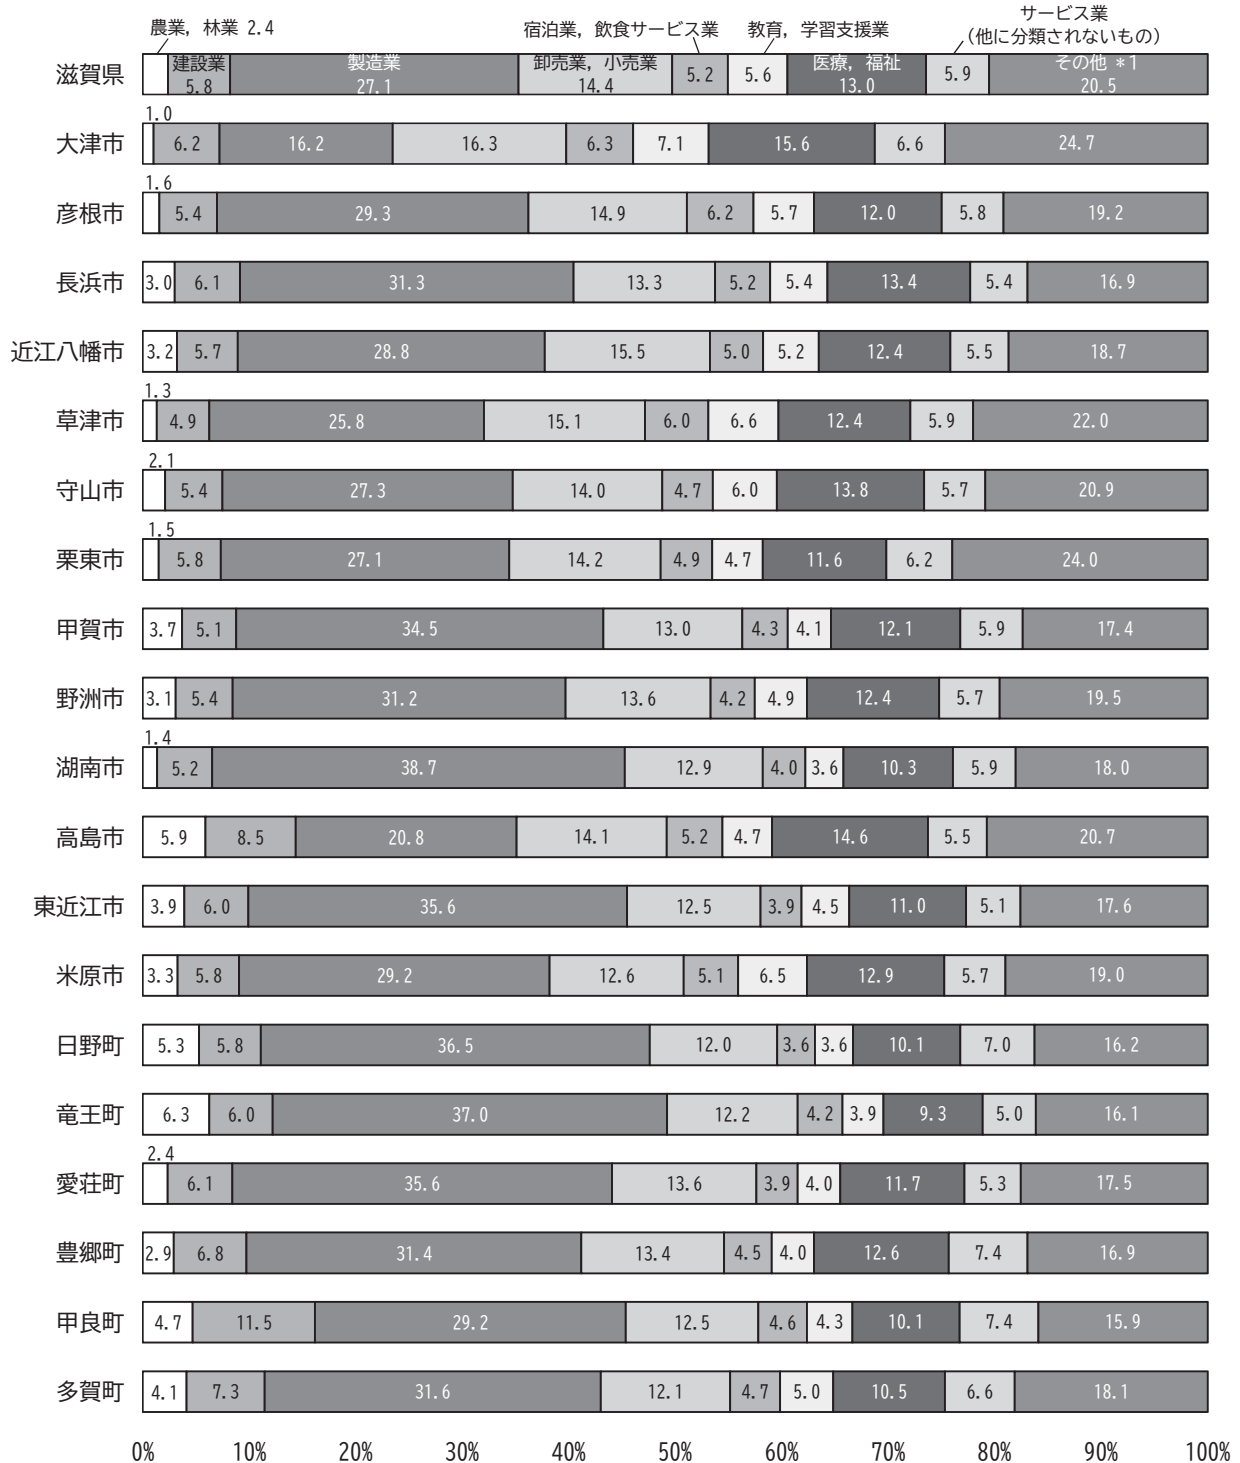 サービス業
農業，林業 2.4 宿泊業，飲食サービス業 教育，学習支援業 (他に分類されないもの)
滋賀県 建設業 5.8 製造業 27.1 卸売業，小売業 14.4 5.2 5.6 医療，福祉 13.0 5.9 その他 *1 20.5
大津市 1.0 6.2 16.2 16.3 6.3 7.1 15.6 6.6 24.7
彦根市 1.6 5.4 29.3 14.9 6.2 5.7 12.0 5.8 19.2
長浜市 3.0 6.1 31.3 13.3 5.2 5.4 13.4 5.4 16.9
近江八幡市 3.2 5.7 28.8 15.5 5.0 5.2 12.4 5.5 18.7
草津市 1.3 4.9 25.8 15.1 6.0 6.6 12.4 5.9 22.0
守山市 2.1 5.4 27.3 14.0 4.7 6.0 13.8 5.7 20.9
栗東市 1.5 5.8 27.1 14.2 4.9 4.7 11.6 6.2 24.0
甲賀市 3.7 5.1 34.5 13.0 4.3 4.1 12.1 5.9 17.4
野洲市 3.1 5.4 31.2 13.6 4.2 4.9 12.4 5.7 19.5
湖南市 1.4 5.2 38.7 12.9 4.0 3.6 10.3 5.9 18.0
高島市 5.9 8.5 20.8 14.1 5.2 4.7 14.6 5.5 20.7
東近江市 3.9 6.0 35.6 12.5 3.9 4.5 11.0 5.1 17.6
米原市 3.3 5.8 29.2 12.6 5.1 6.5 12.9 5.7 19.0
日野町 5.3 5.8 36.5 12.0 3.6 3.6 10.1 7.0 16.2
竜王町 6.3 6.0 37.0 12.2 4.2 3.9 9.3 5.0 16.1
愛荘町 2.4 6.1 35.6 13.6 3.9 4.0 11.7 5.3 17.5
豊郷町 2.9 6.8 31.4 13.4 4.5 4.0 12.6 7.4 16.9
甲良町 4.7 11.5 29.2 12.5 4.6 4.3 10.1 7.4 15.9
多賀町 4.1 7.3 31.6 12.1 4.7 5.0 10.5 6.6 18.1
0% 10% 20% 30% 40% 50% 60% 70% 80% 90% 100%